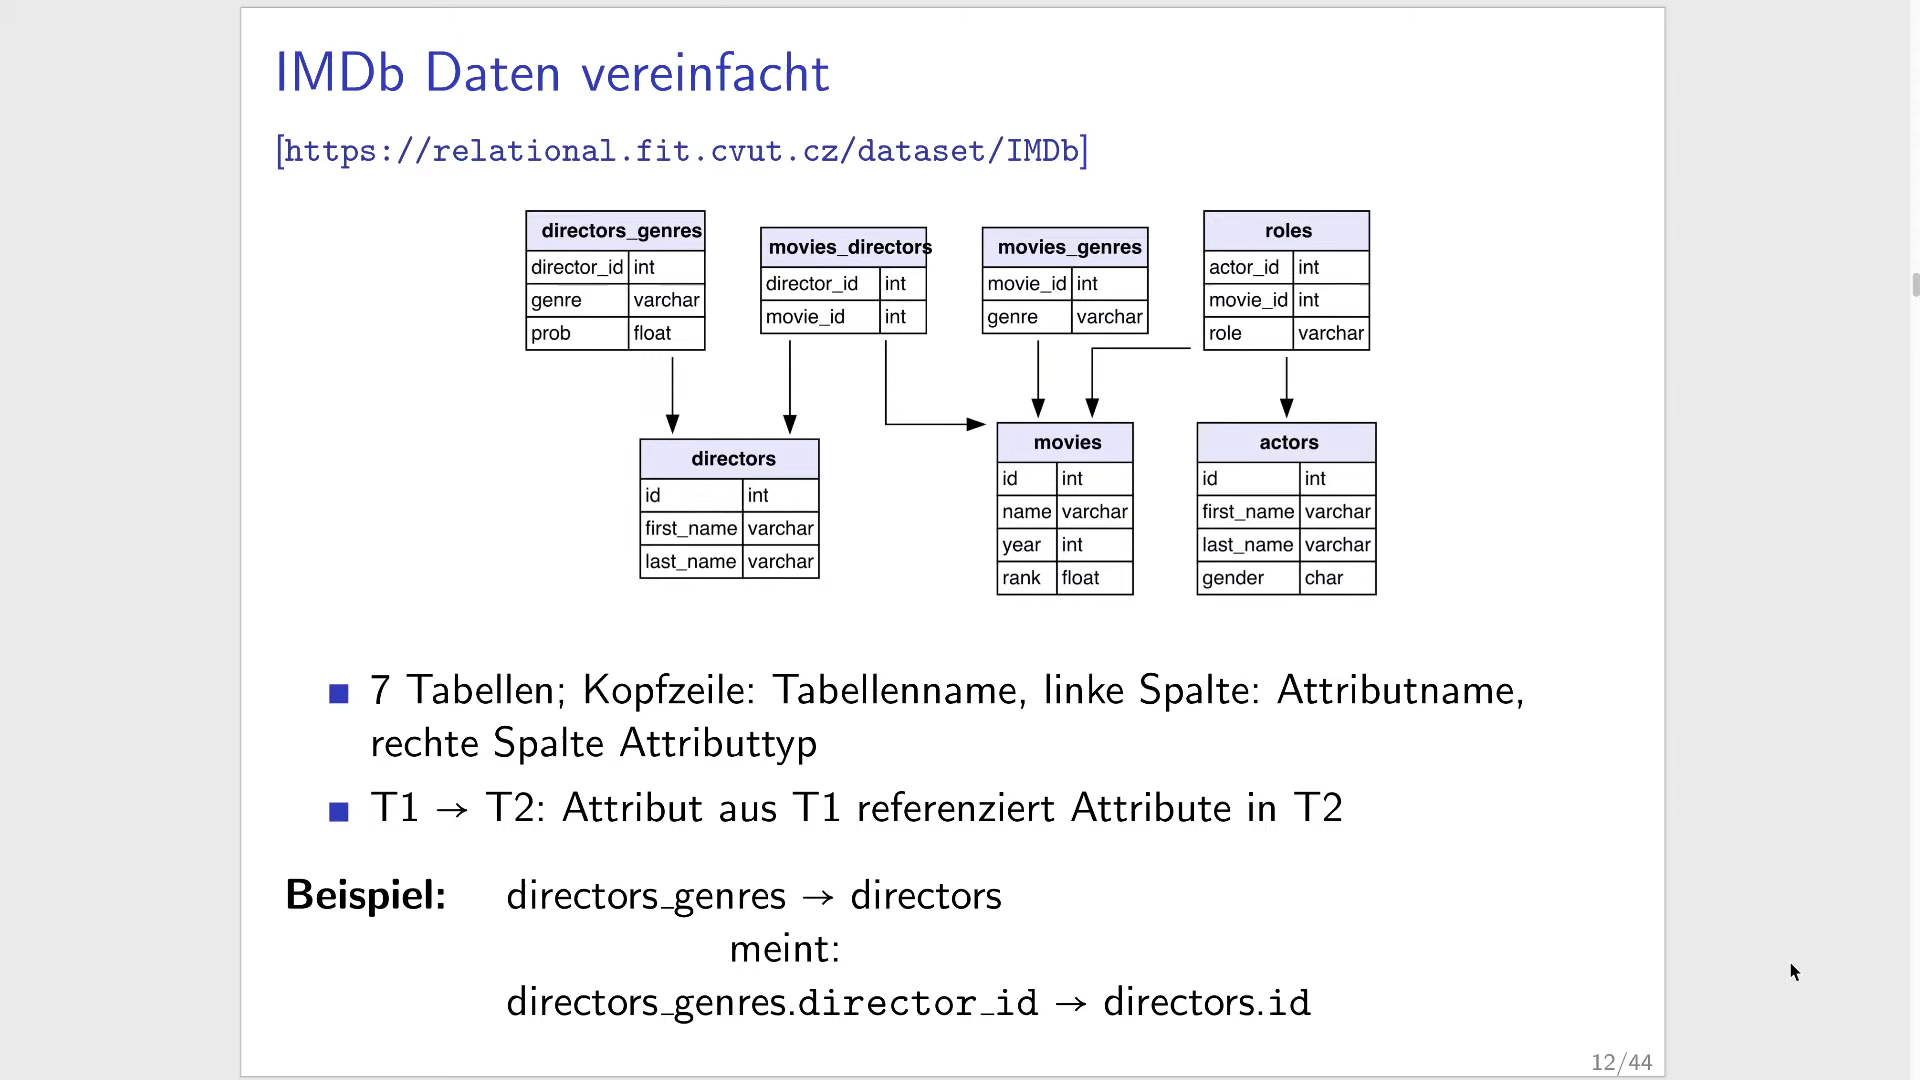 IMDb Daten vereinfacht
[https://relational.fit.cvut.cz/dataset/IMDb]
directors_genres
director_id int
genre varchar
prob float
movies_directors
director_id int
movie_id int
movies_genres
movie_id int
genre varchar
roles
actor_id int
movie_id int
role varchar
directors
id int
first_name varchar
last_name varchar
movies
id int
name varchar
year int
rank float
actors
id int
first_name varchar
last_name varchar
gender char
7 Tabellen; Kopfzeile: Tabellenname, linke Spalte: Attributname,
rechte Spalte Attributtyp
T1 → T2: Attribut aus T1 referenziert Attribute in T2
Beispiel: directors_genres → directors
meint:
directors_genres.director_id → directors.id
12/44